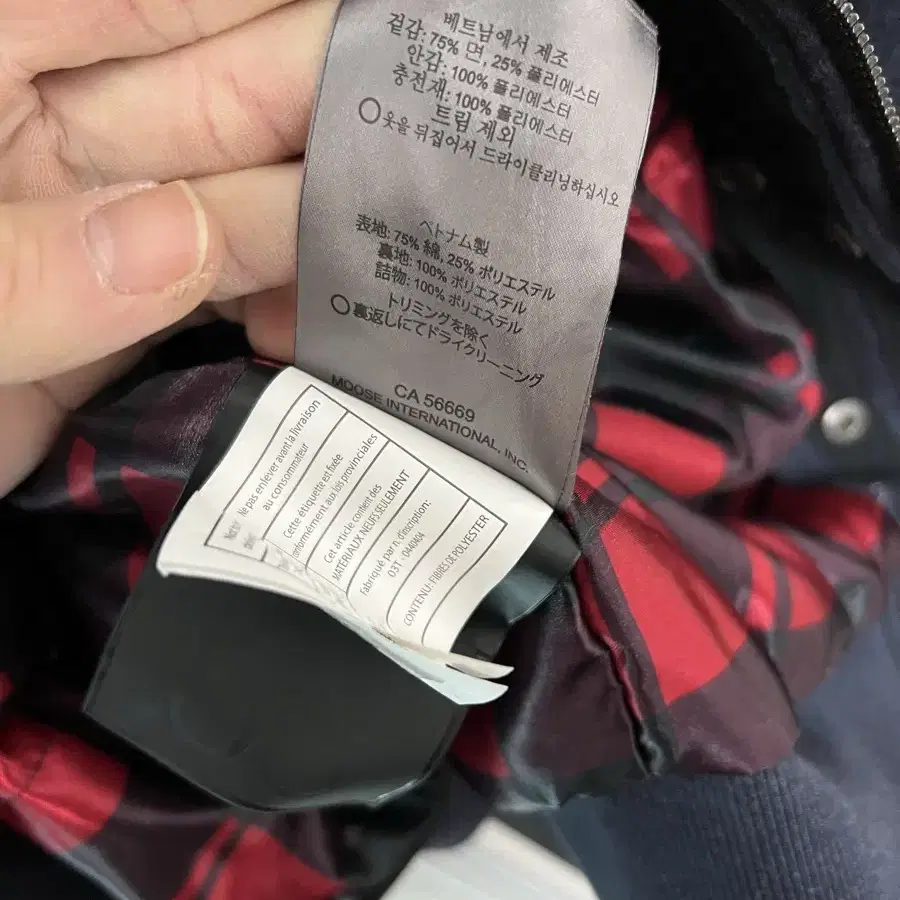 베트남에서 제조
겉감: 75% 면, 25% 폴리에스터
안감: 100% 폴리에스터
충전재: 100% 폴리에스터
트림 제외
옷을 뒤집어서 드라이클리닝하십시오
ベトナム製
表地: 75% 綿, 25% ポリエステル
裏地: 100% ポリエステル
詰物: 100% ポリエステル
トリミングを除く
裏返しにてドライクリーニング
CA 56669
MOOSE INTERNATIONAL, INC.
Ne pas enlever avant la livraison
au consommateur
Cette étiquette est fixée
conformément aux lois provinciales
Cet article contient des
MATÉRIAUX NEUFS SEULEMENT
Fabriqué par n. d'inscription:
03T -
CONTENU: FIBRES DE POLYESTER